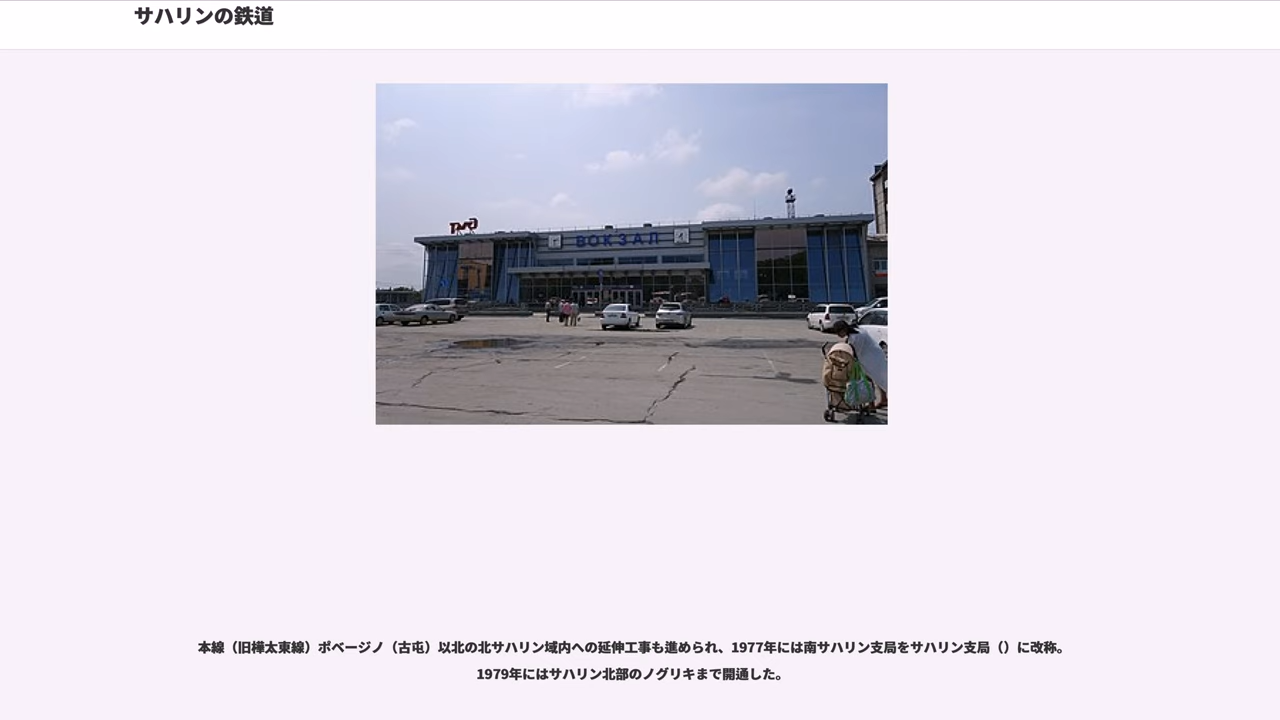 サハリンの鉄道
ВОКЗАЛ
本線（旧樺太東線）ポベージノ（古屯）以北の北サハリン域内への延伸工事も進められ、1977年には南サハリン支局をサハリン支局（）に改称。
1979年にはサハリン北部のノグリキまで開通した。